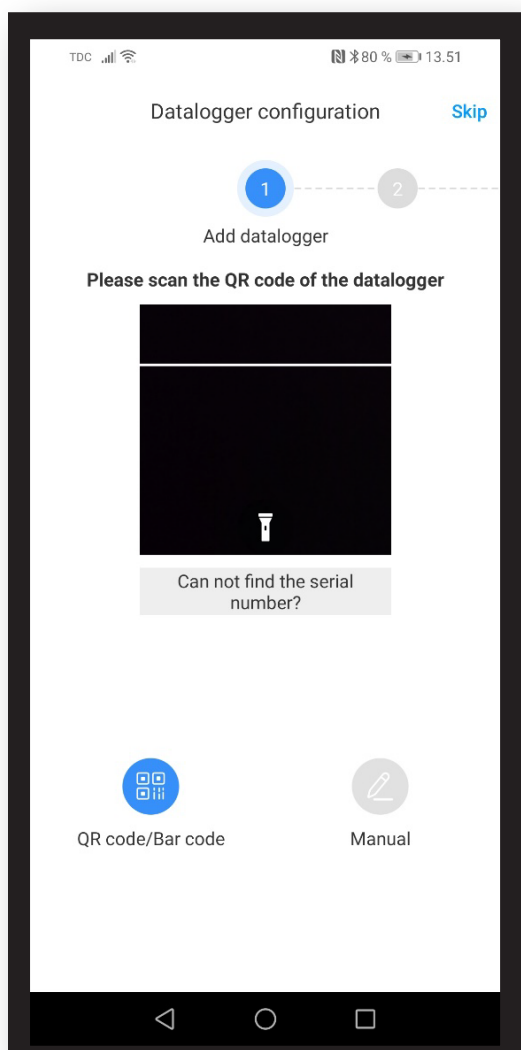 TDC 80 % 13.51
Datalogger configuration Skip
1 2
Add datalogger
Please scan the QR code of the datalogger
Can not find the serial
number?
QR code/Bar code Manual